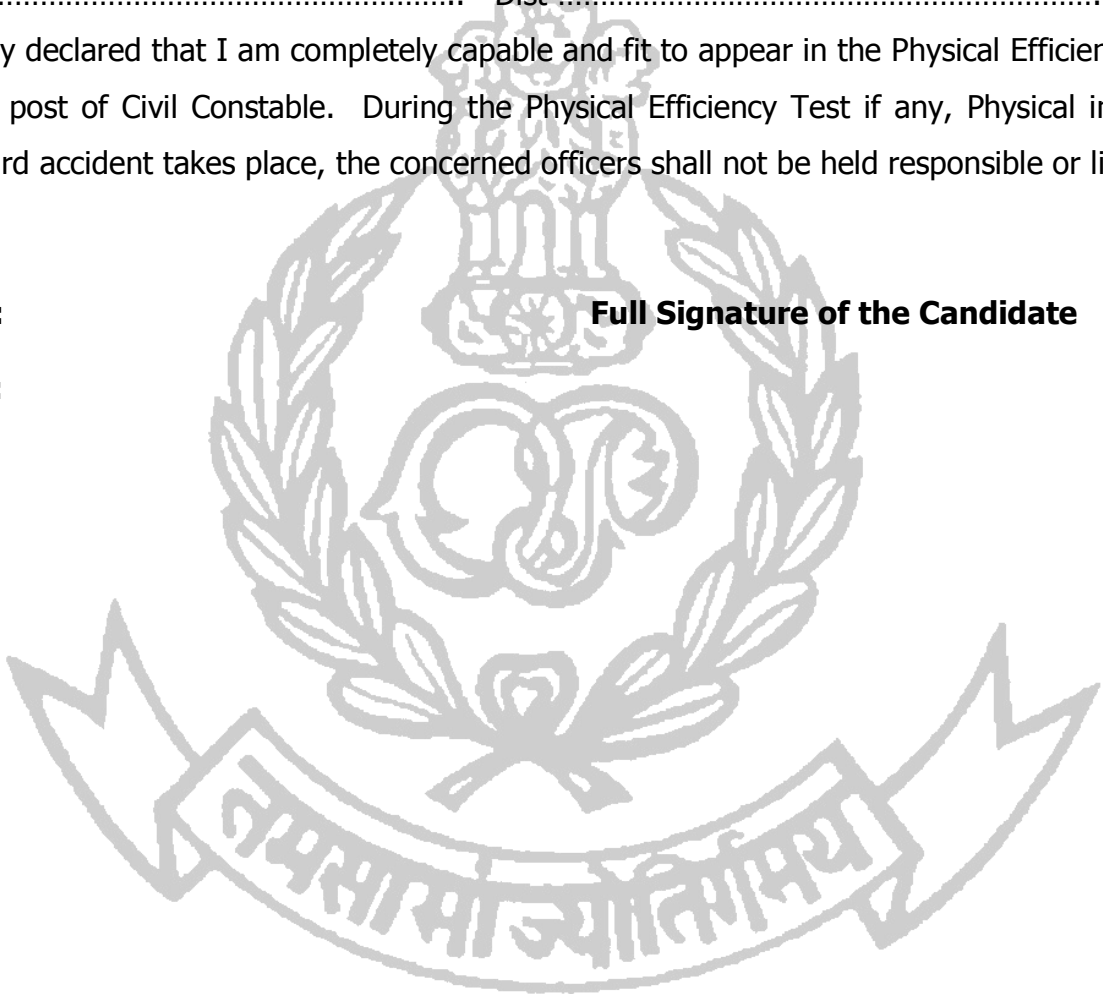 ........................................................ Dist ........................................................
y declared that I am completely capable and fit to appear in the Physical Efficien
post of Civil Constable. During the Physical Efficiency Test if any, Physical in
rd accident takes place, the concerned officers shall not be held responsible or li
: Full Signature of the Candidate
:
तमसा मां ज्योतिर्गमय